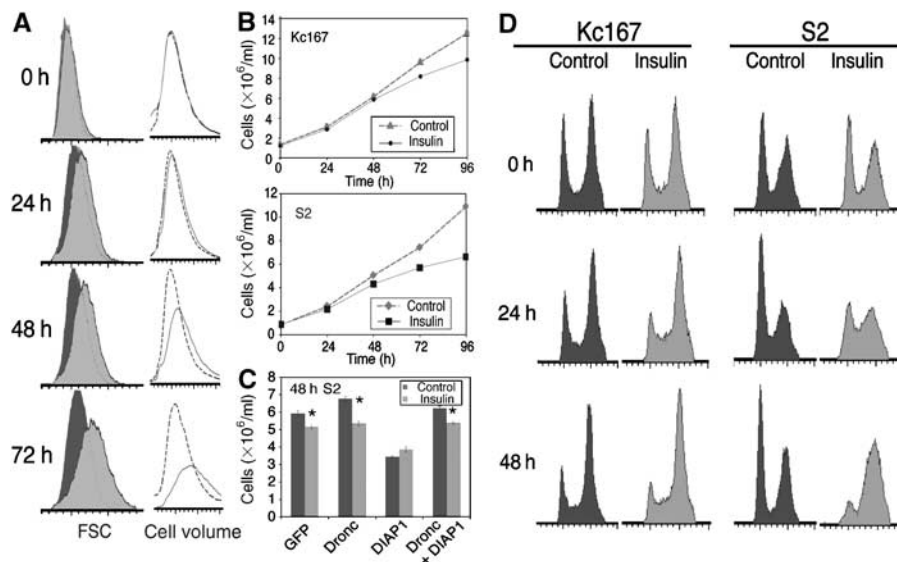 A
0 h
24 h
48 h
72 h
FSC
Cell volume
B
Kc167
Cells (×10⁶/ml)
14
12
10
8
6
4
2
0
Control
Insulin
0 24 48 72 96
Time (h)
S2
Cells (×10⁶/ml)
12
10
8
6
4
2
0
Control
Insulin
0 24 48 72 96
Time (h)
C
48 h S2
Cells (×10⁶/ml)
8
7
6
5
4
3
2
1
0
Control
Insulin
*
*
*
GFP
Dronc
DIAP1
Dronc
+ DIAP1
D
Kc167 S2
Control Insulin Control Insulin
0 h
24 h
48 h